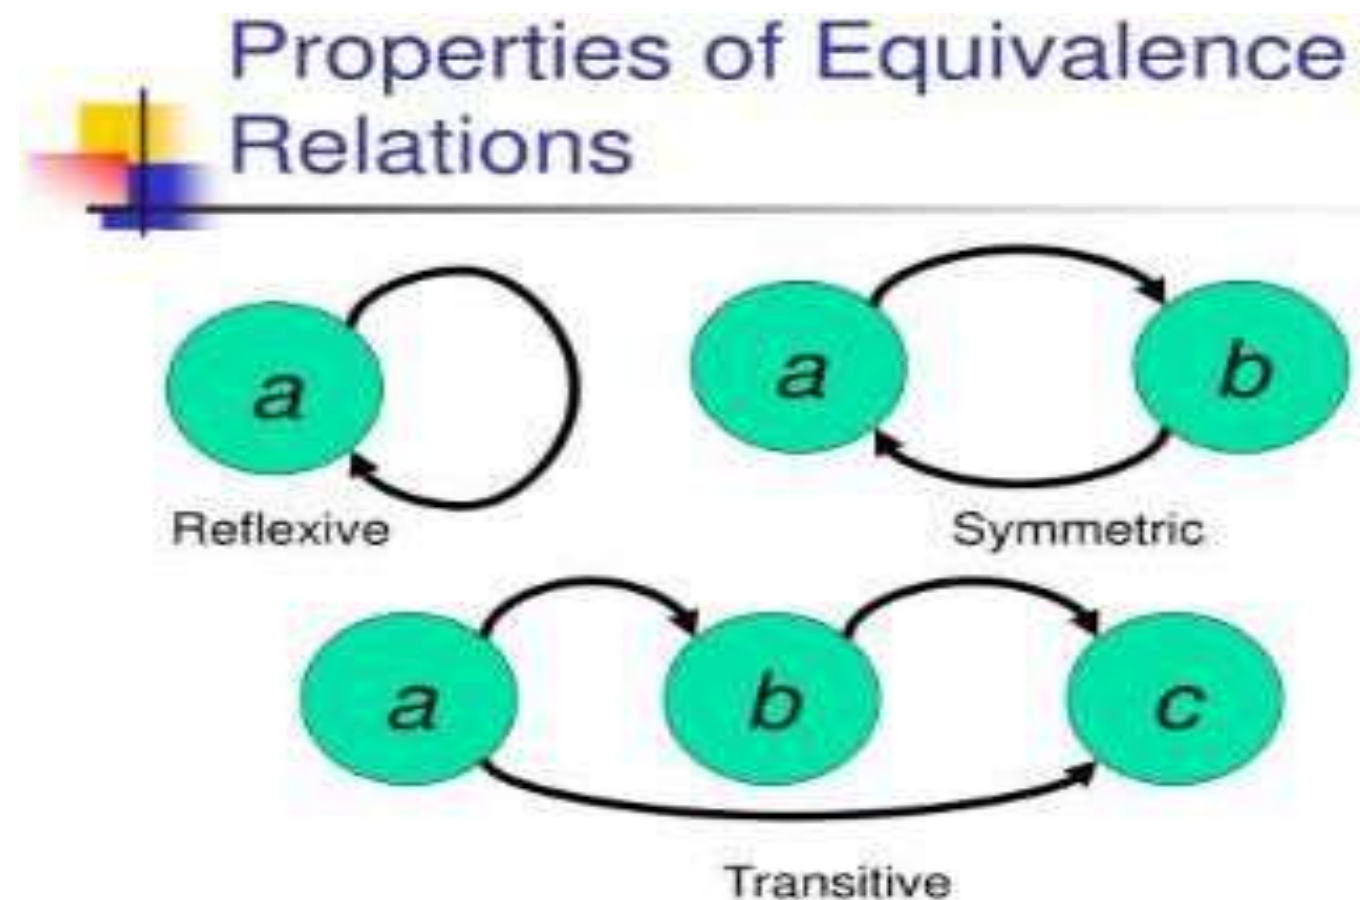 Properties of Equivalence
Relations
a
a
b
Reflexive
Symmetric
a
b
c
Transitive